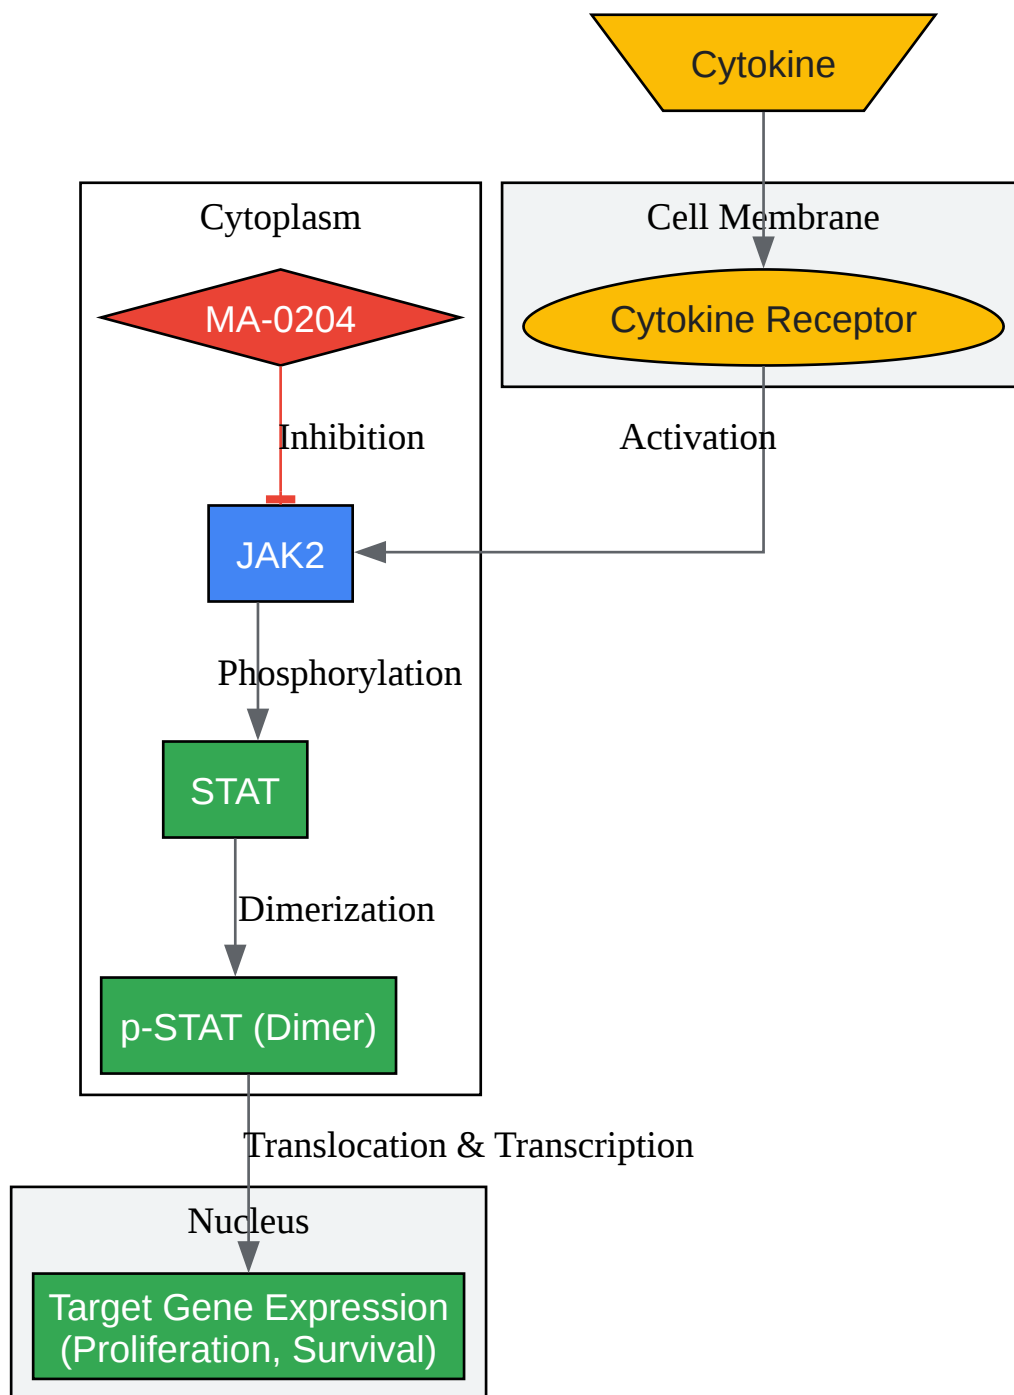 Cytokine
Cytoplasm
Cell Membrane
MA-0204
Cytokine Receptor
Inhibition
Activation
JAK2
Phosphorylation
STAT
Dimerization
p-STAT (Dimer)
Translocation & Transcription
Nucleus
Target Gene Expression
(Proliferation, Survival)